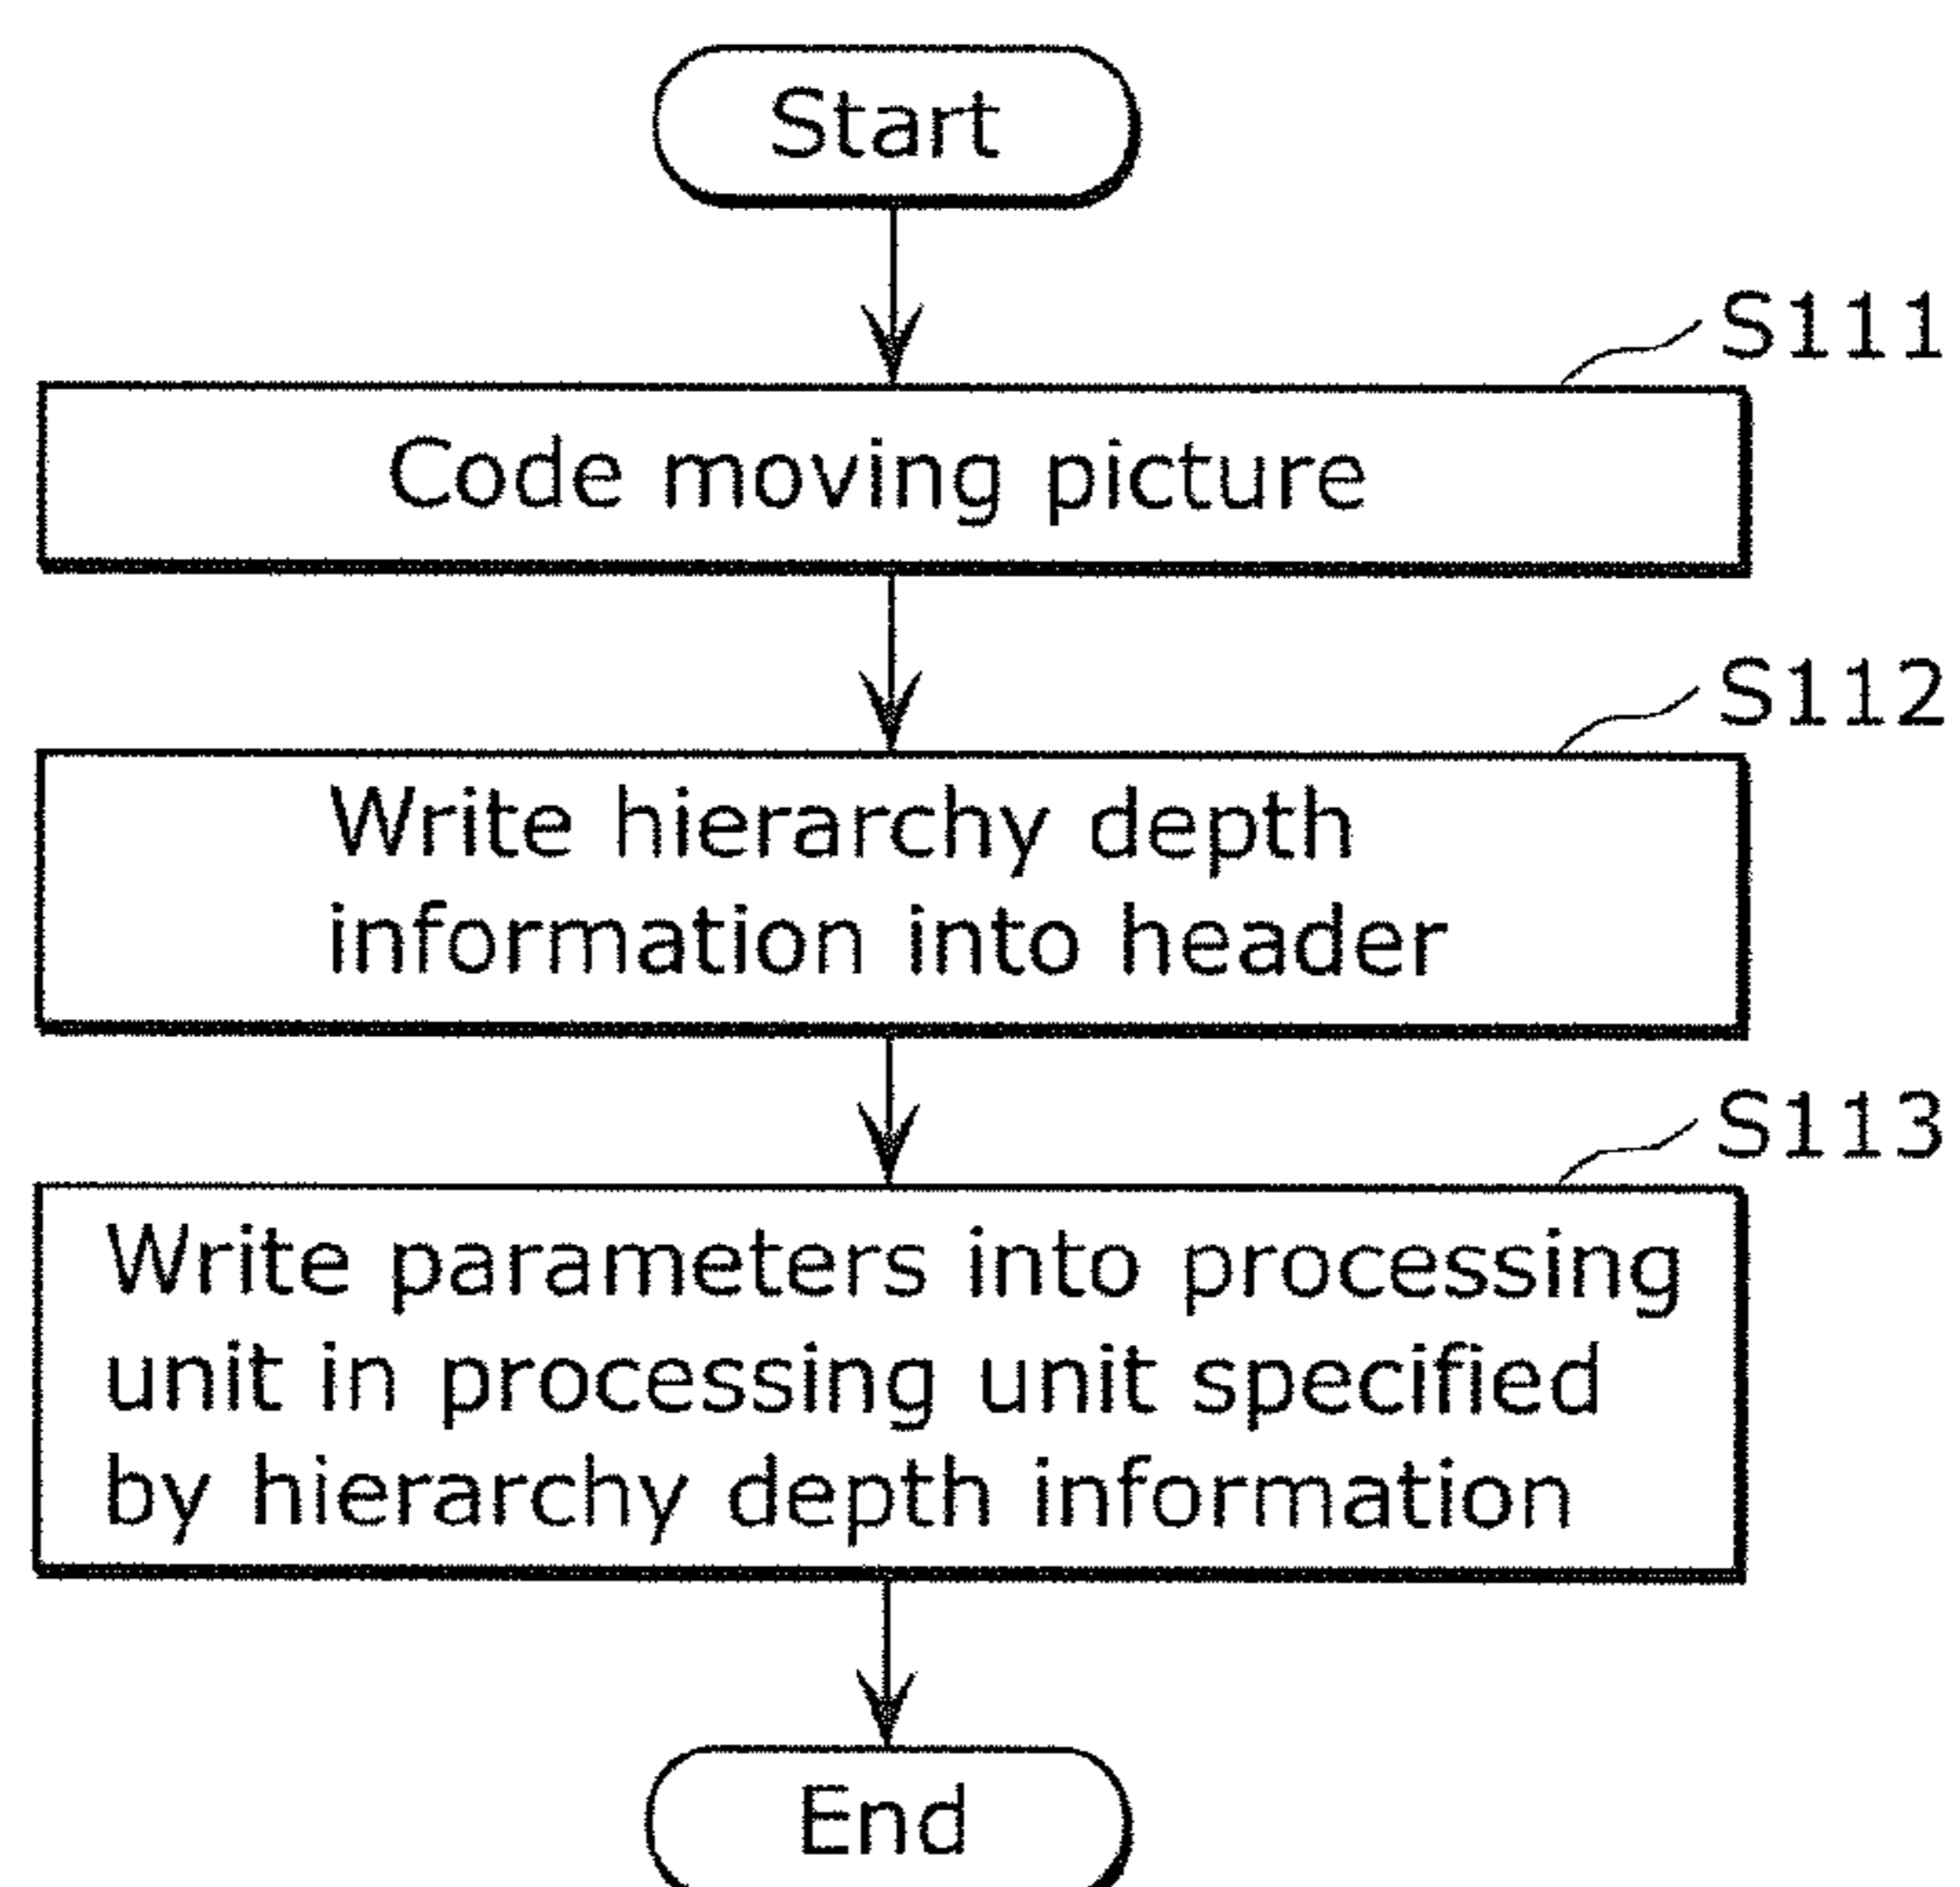 Start
S111
Code moving picture
S112
Write hierarchy depth
information into header
S113
Write parameters into processing
unit in processing unit specified
by hierarchy depth information
End